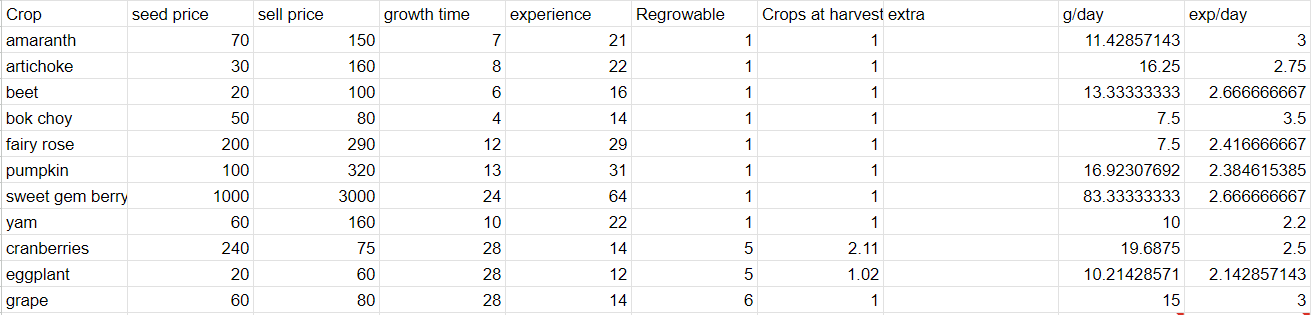 Crop seed price sell price growth time experience Regrowable Crops at harvest extra g/day exp/day
amaranth 70 150 7 21 1 1 11.42857143 3
artichoke 30 160 8 22 1 1 16.25 2.75
beet 20 100 6 16 1 1 13.33333333 2.666666667
bok choy 50 80 4 14 1 1 7.5 3.5
fairy rose 200 290 12 29 1 1 7.5 2.416666667
pumpkin 100 320 13 31 1 1 16.92307692 2.384615385
sweet gem berry 1000 3000 24 64 1 1 83.33333333 2.666666667
yam 60 160 10 22 1 1 10 2.2
cranberries 240 75 28 14 5 2.11 19.6875 2.5
eggplant 20 60 28 12 5 1.02 10.21428571 2.142857143
grape 60 80 28 14 6 1 15 3